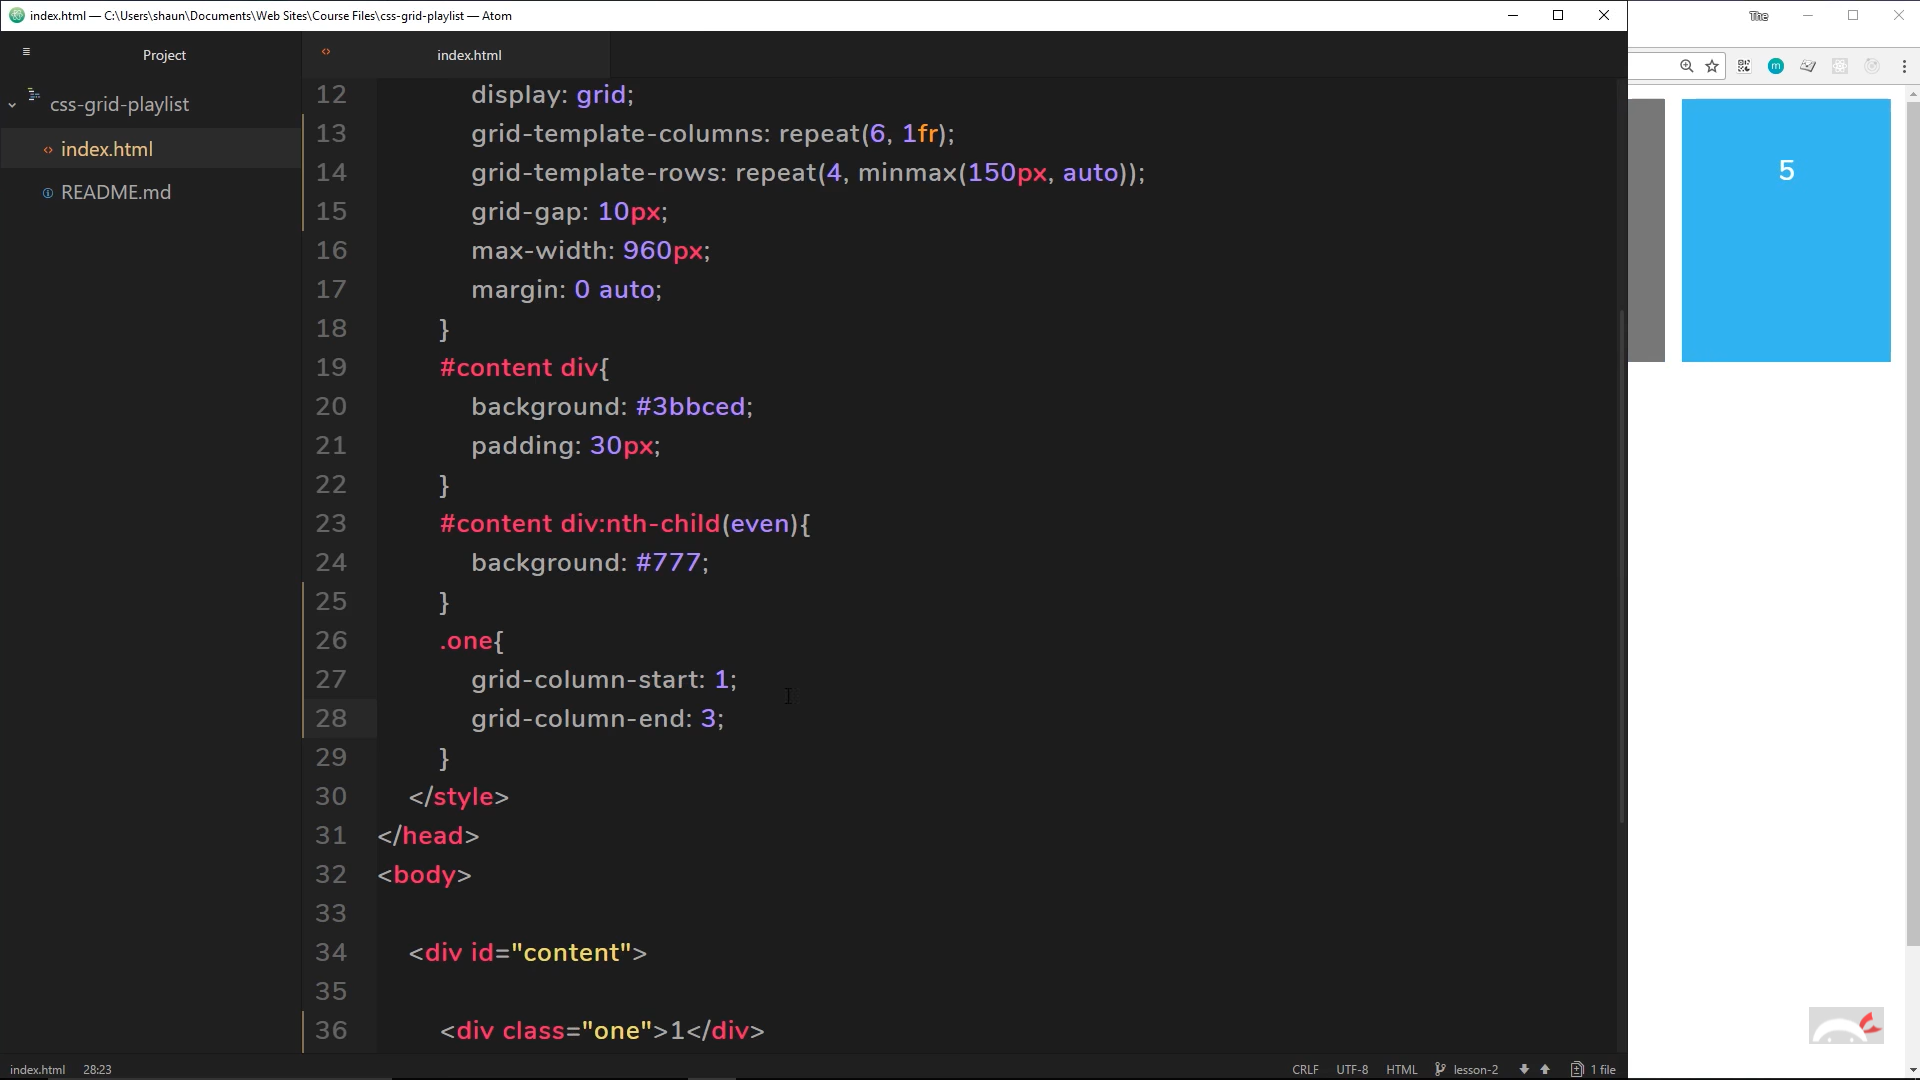 index.html — C:\Users\shaun\Documents\Web Sites\Course Files\css-grid-playlist — Atom
The
Project
index.html
css-grid-playlist
index.html
README.md
m
5
12 display: grid;
13 grid-template-columns: repeat(6, 1fr);
14 grid-template-rows: repeat(4, minmax(150px, auto));
15 grid-gap: 10px;
16 max-width: 960px;
17 margin: 0 auto;
18 }
19 #content div{
20 background: #3bbced;
21 padding: 30px;
22 }
23 #content div:nth-child(even){
24 background: #777;
25 }
26 .one{
27 grid-column-start: 1;
28 grid-column-end: 3;
29 }
30 </style>
31 </head>
32 <body>
33
34 <div id="content">
35
36 <div class="one">1</div>
index.html 28:23 CRLF UTF-8 HTML lesson-2 1 file